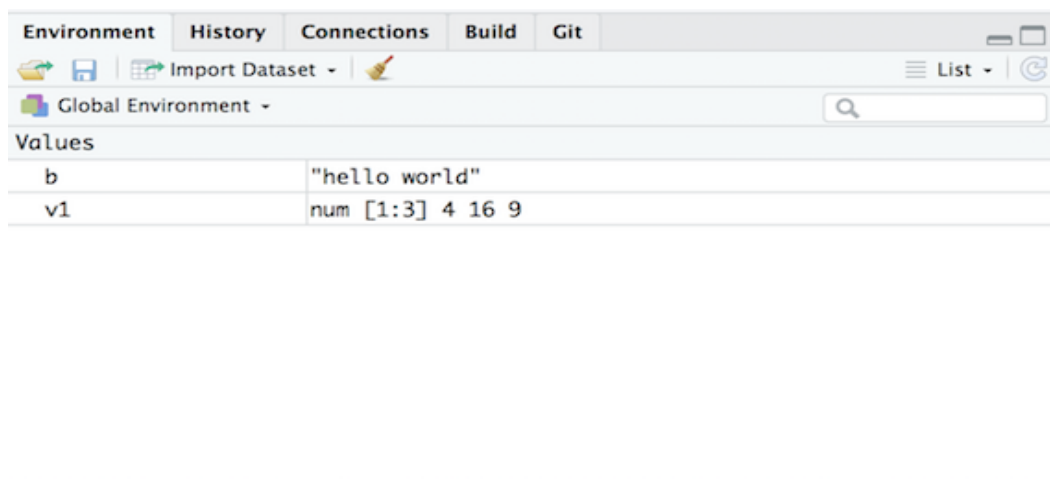 Environment History Connections Build Git
Import Dataset List
Global Environment
Values
b "hello world"
v1 num [1:3] 4 16 9